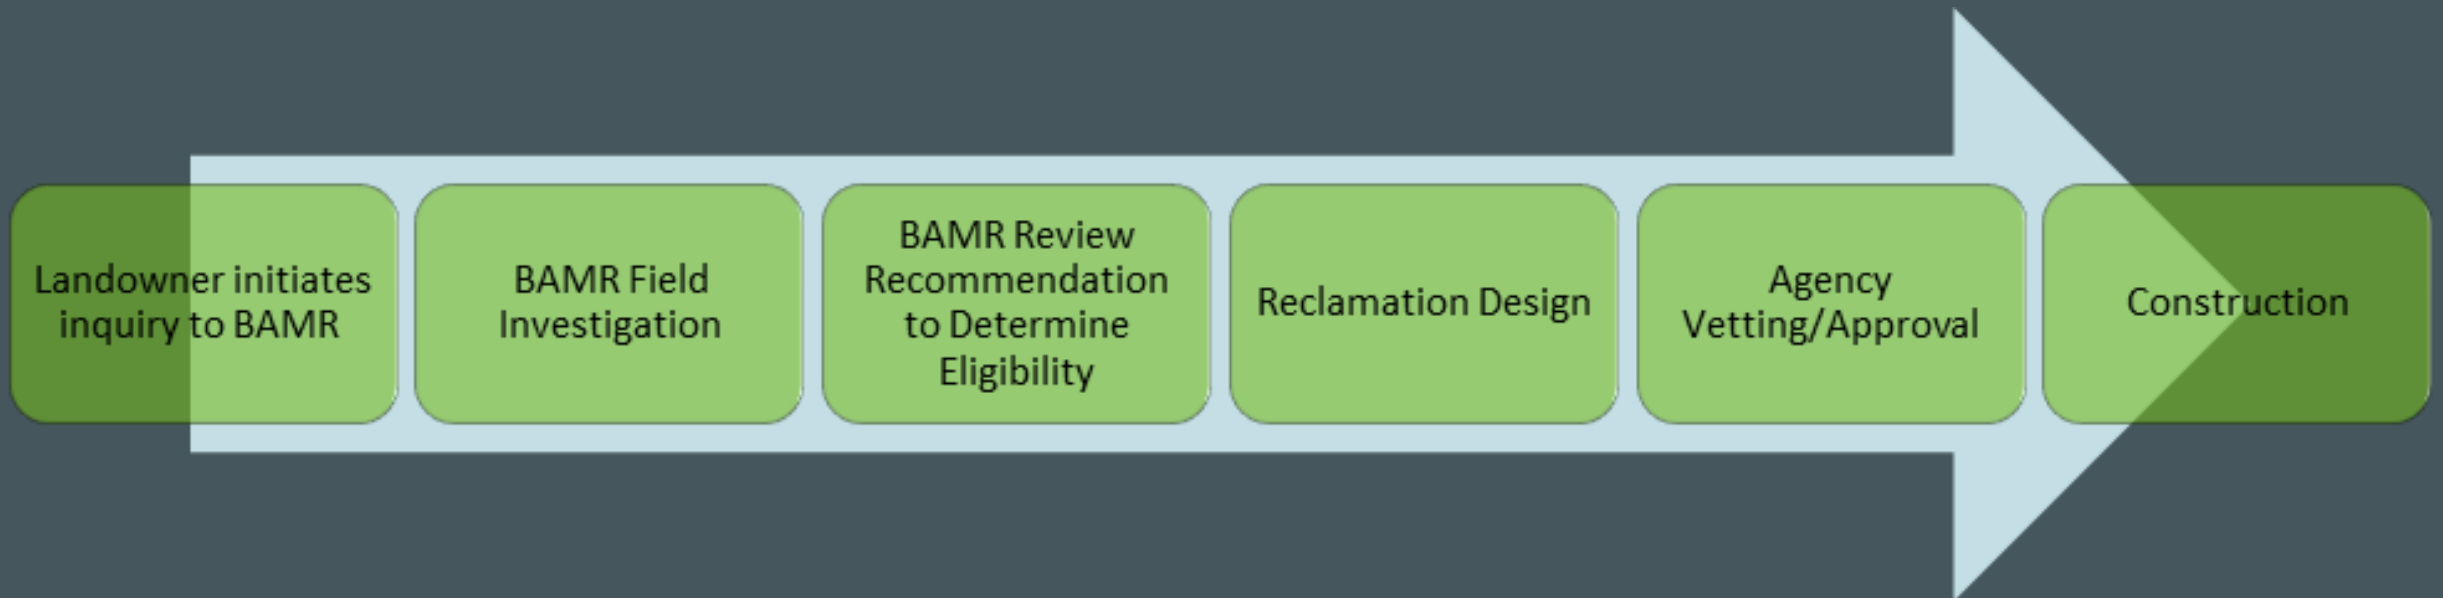 Landowner initiates
inquiry to BAMR
BAMR Field
Investigation
BAMR Review
Recommendation
to Determine
Eligibility
Reclamation Design
Agency
Vetting/Approval
Construction